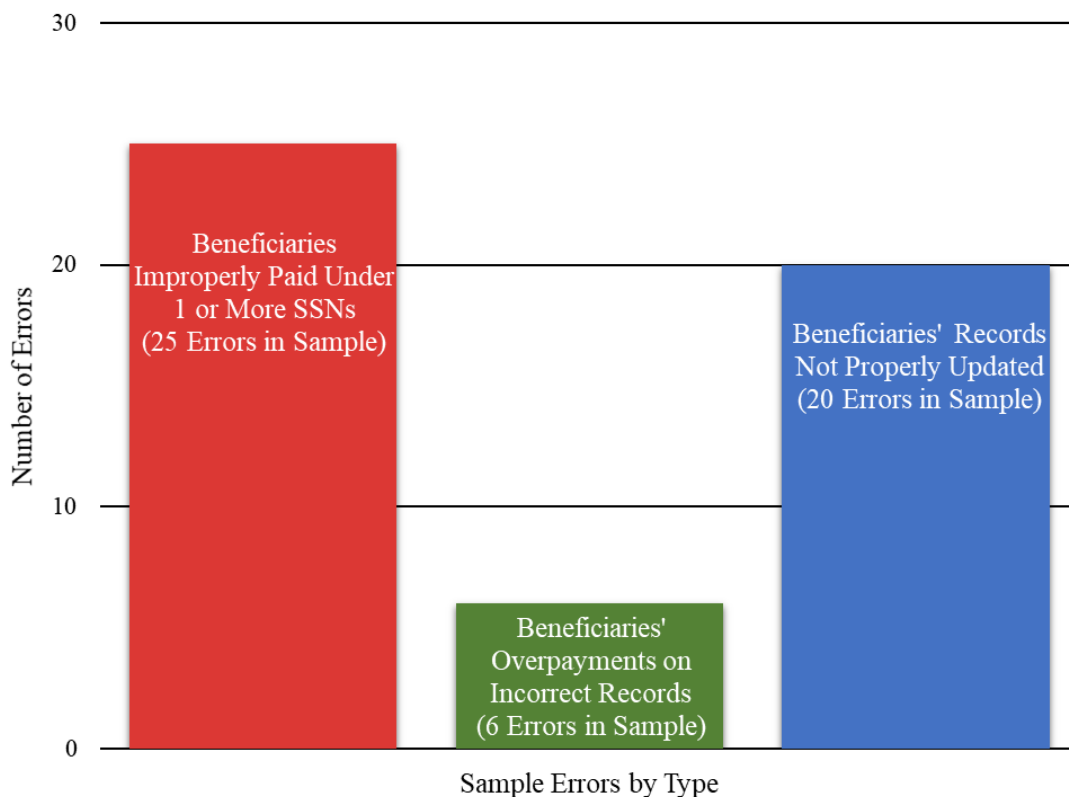 30
20
10
0
Number of Errors
Beneficiaries
Improperly Paid Under
1 or More SSNs
(25 Errors in Sample)
Beneficiaries'
Overpayments on
Incorrect Records
(6 Errors in Sample)
Beneficiaries' Records
Not Properly Updated
(20 Errors in Sample)
Sample Errors by Type